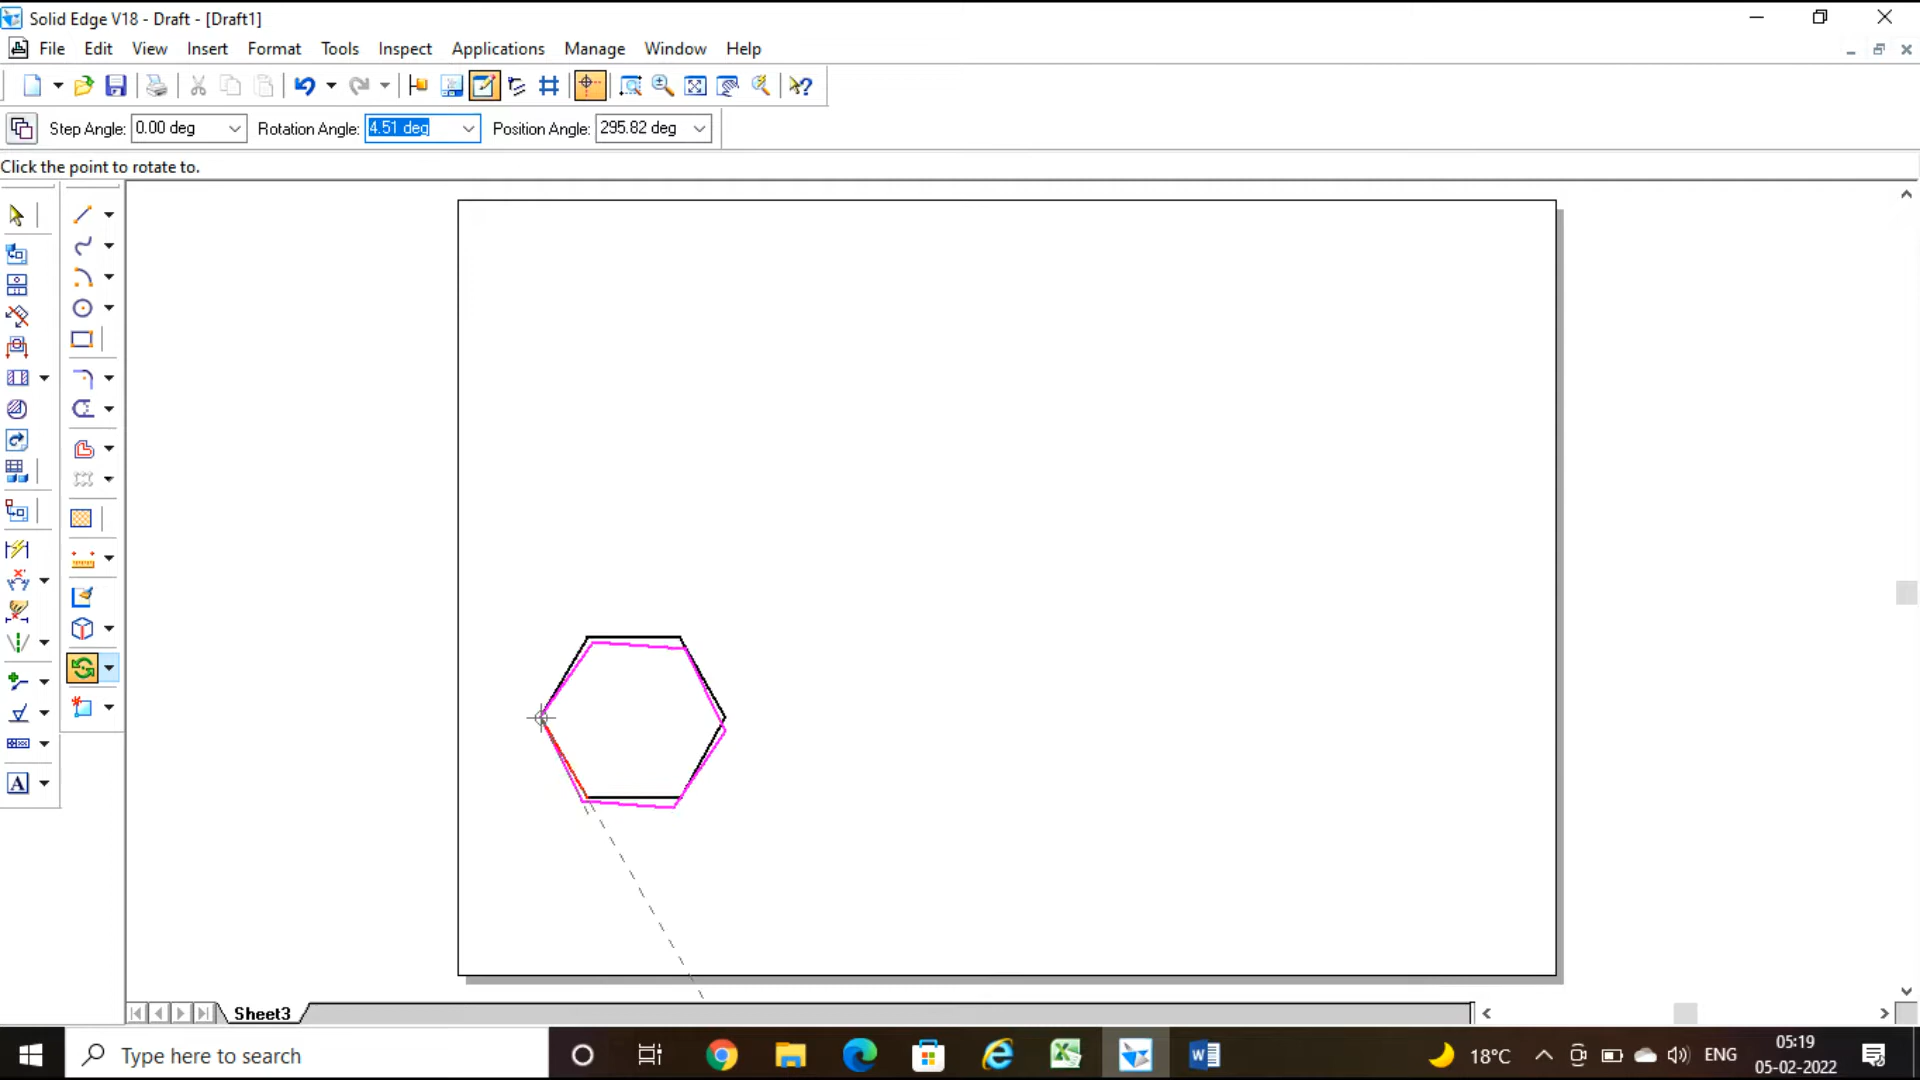 Solid Edge V18 - Draft - [Draft1]
File Edit View Insert Format Tools Inspect Applications Manage Window Help
Step Angle: 0.00 deg Rotation Angle: 4.51 deg Position Angle: 295.82 deg
Click the point to rotate to.
A
Sheet3
Type here to search
18°C ENG 05:19
05-02-2022